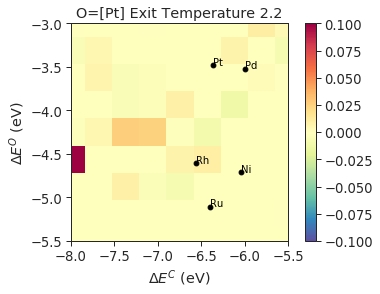 O=[Pt] Exit Temperature 2.2
−3.0
−3.5
−4.0
−4.5
−5.0
−5.5
ΔE^O (eV)
Pt
Pd
Rh
Ni
Ru
−8.0 −7.5 −7.0 −6.5 −6.0 −5.5
ΔE^C (eV)
0.100
0.075
0.050
0.025
0.000
−0.025
−0.050
−0.075
−0.100